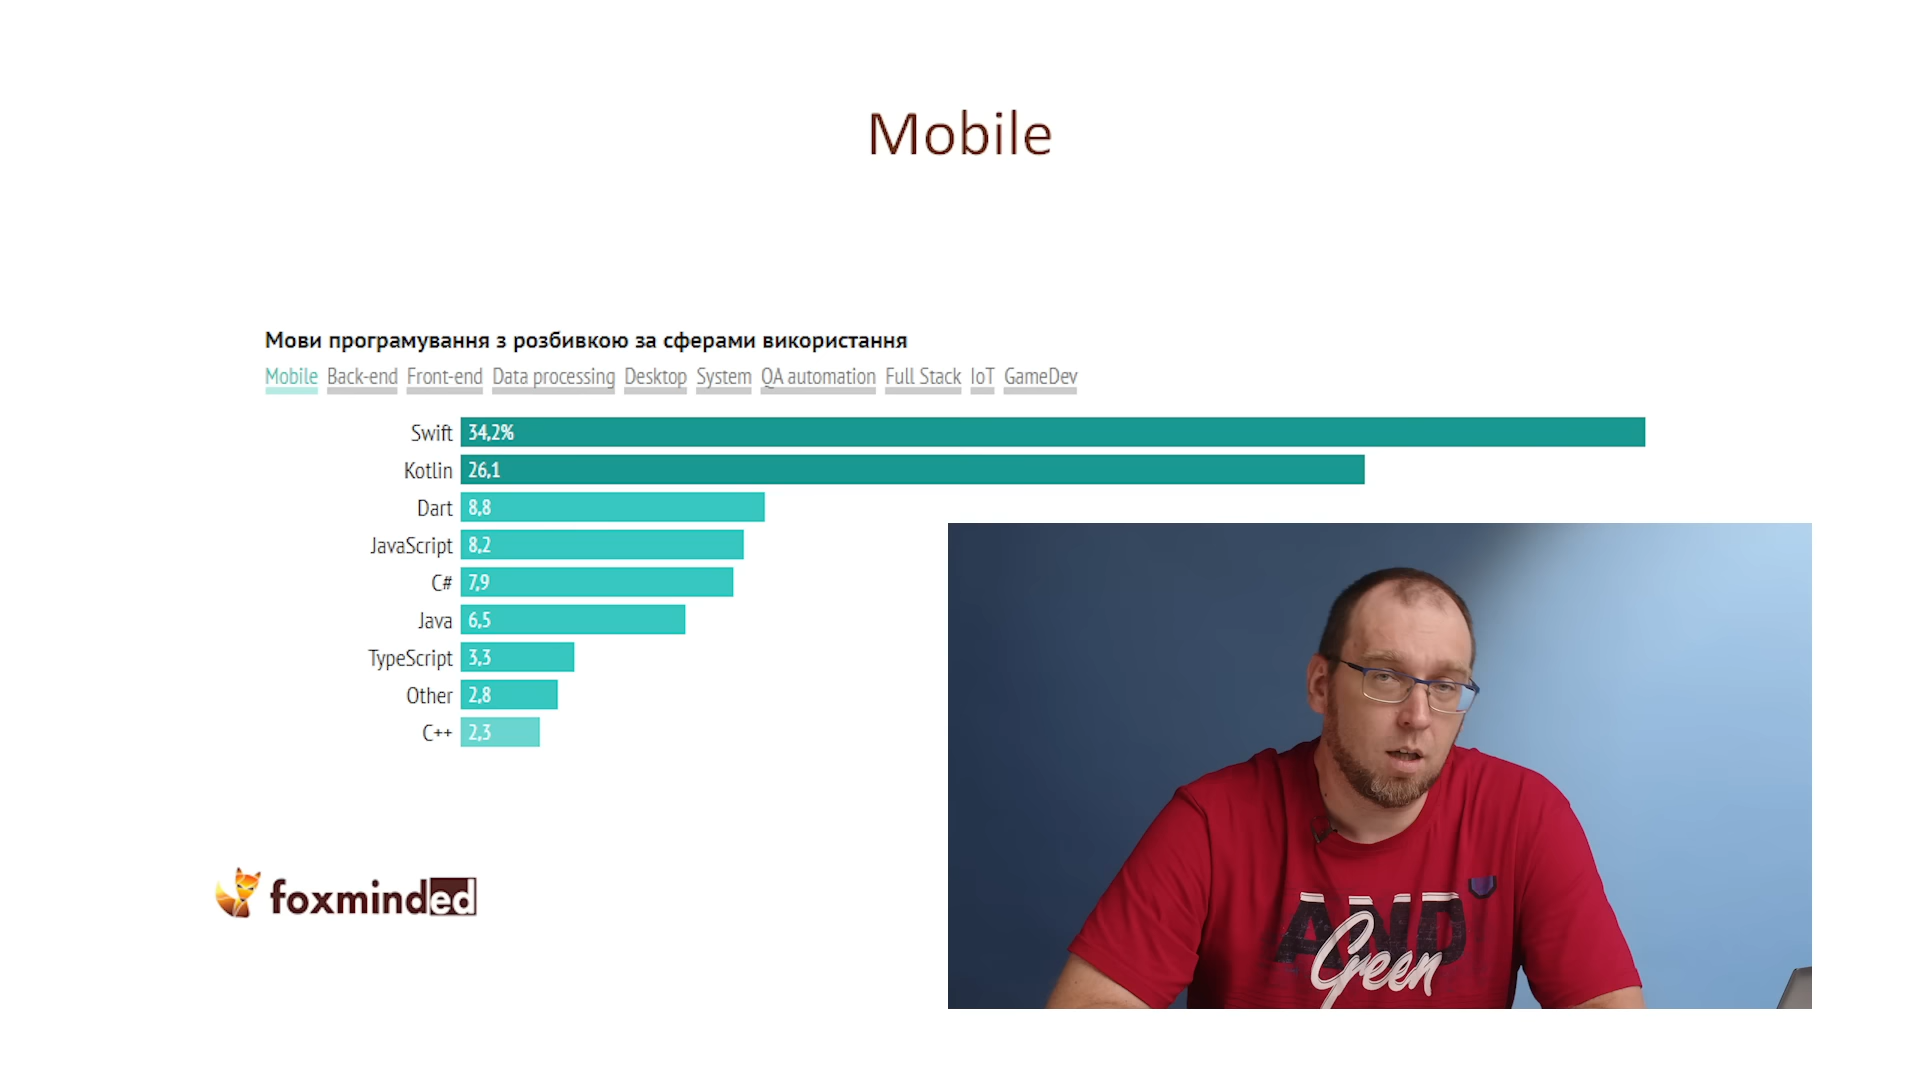 Mobile
Мови програмування з розбивкою за сферами використання
Mobile Back-end Front-end Data processing Desktop System QA automation Full Stack IoT GameDev
Swift 34,2%
Kotlin 26,1
Dart 8,8
JavaScript 8,2
C# 7,9
Java 6,5
TypeScript 3,3
Other 2,8
C++ 2,3
foxminded
AND
Green